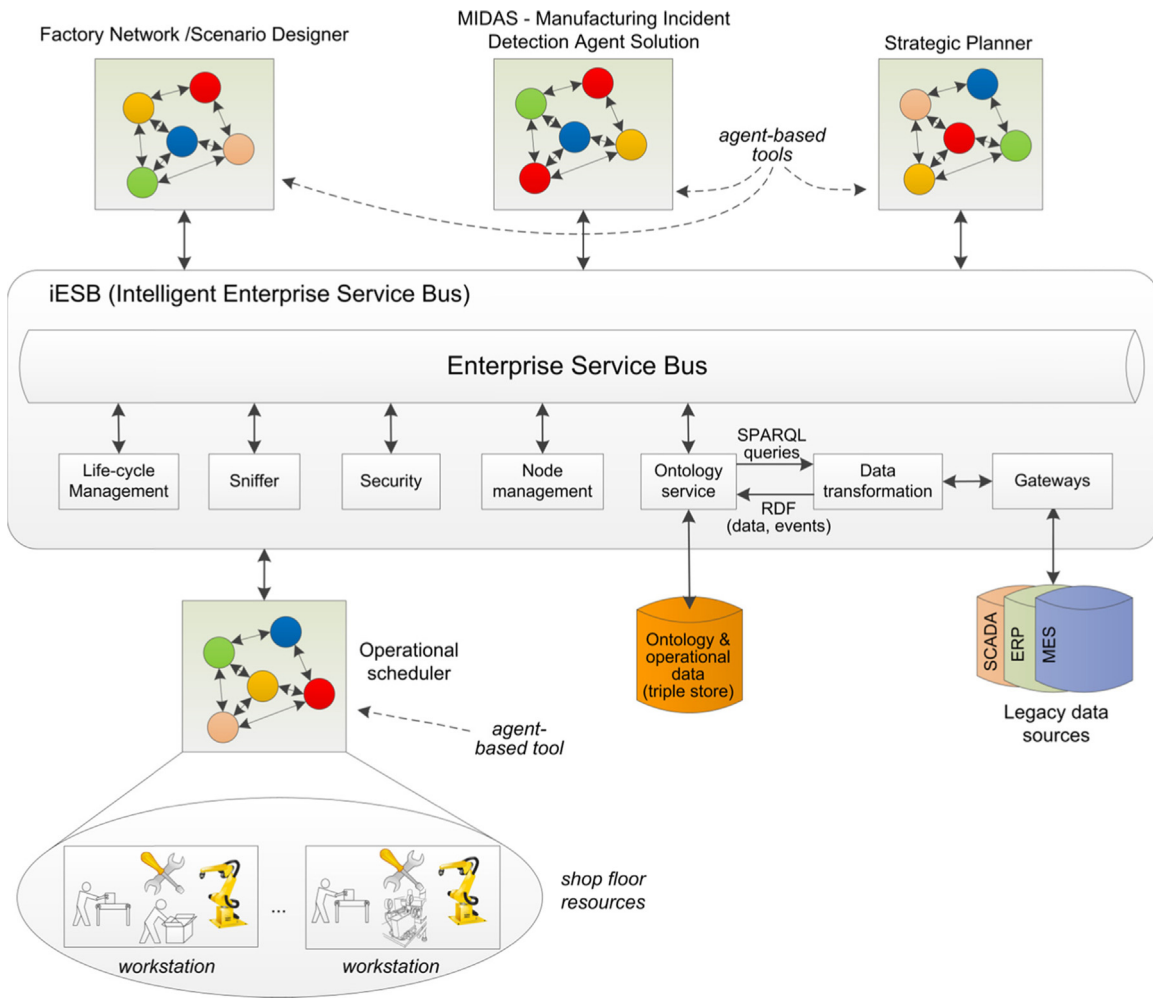 Factory Network /Scenario Designer
MIDAS - Manufacturing Incident
Detection Agent Solution
Strategic Planner
agent-based
tools
iESB (Intelligent Enterprise Service Bus)
Enterprise Service Bus
Life-cycle
Management
Sniffer
Security
Node
management
Ontology
service
SPARQL
queries
RDF
(data, events)
Data
transformation
Gateways
Operational
scheduler
agent-
based tool
Ontology &
operational
data
(triple store)
SCADA
ERP
MES
Legacy data
sources
...
shop floor
resources
workstation
workstation